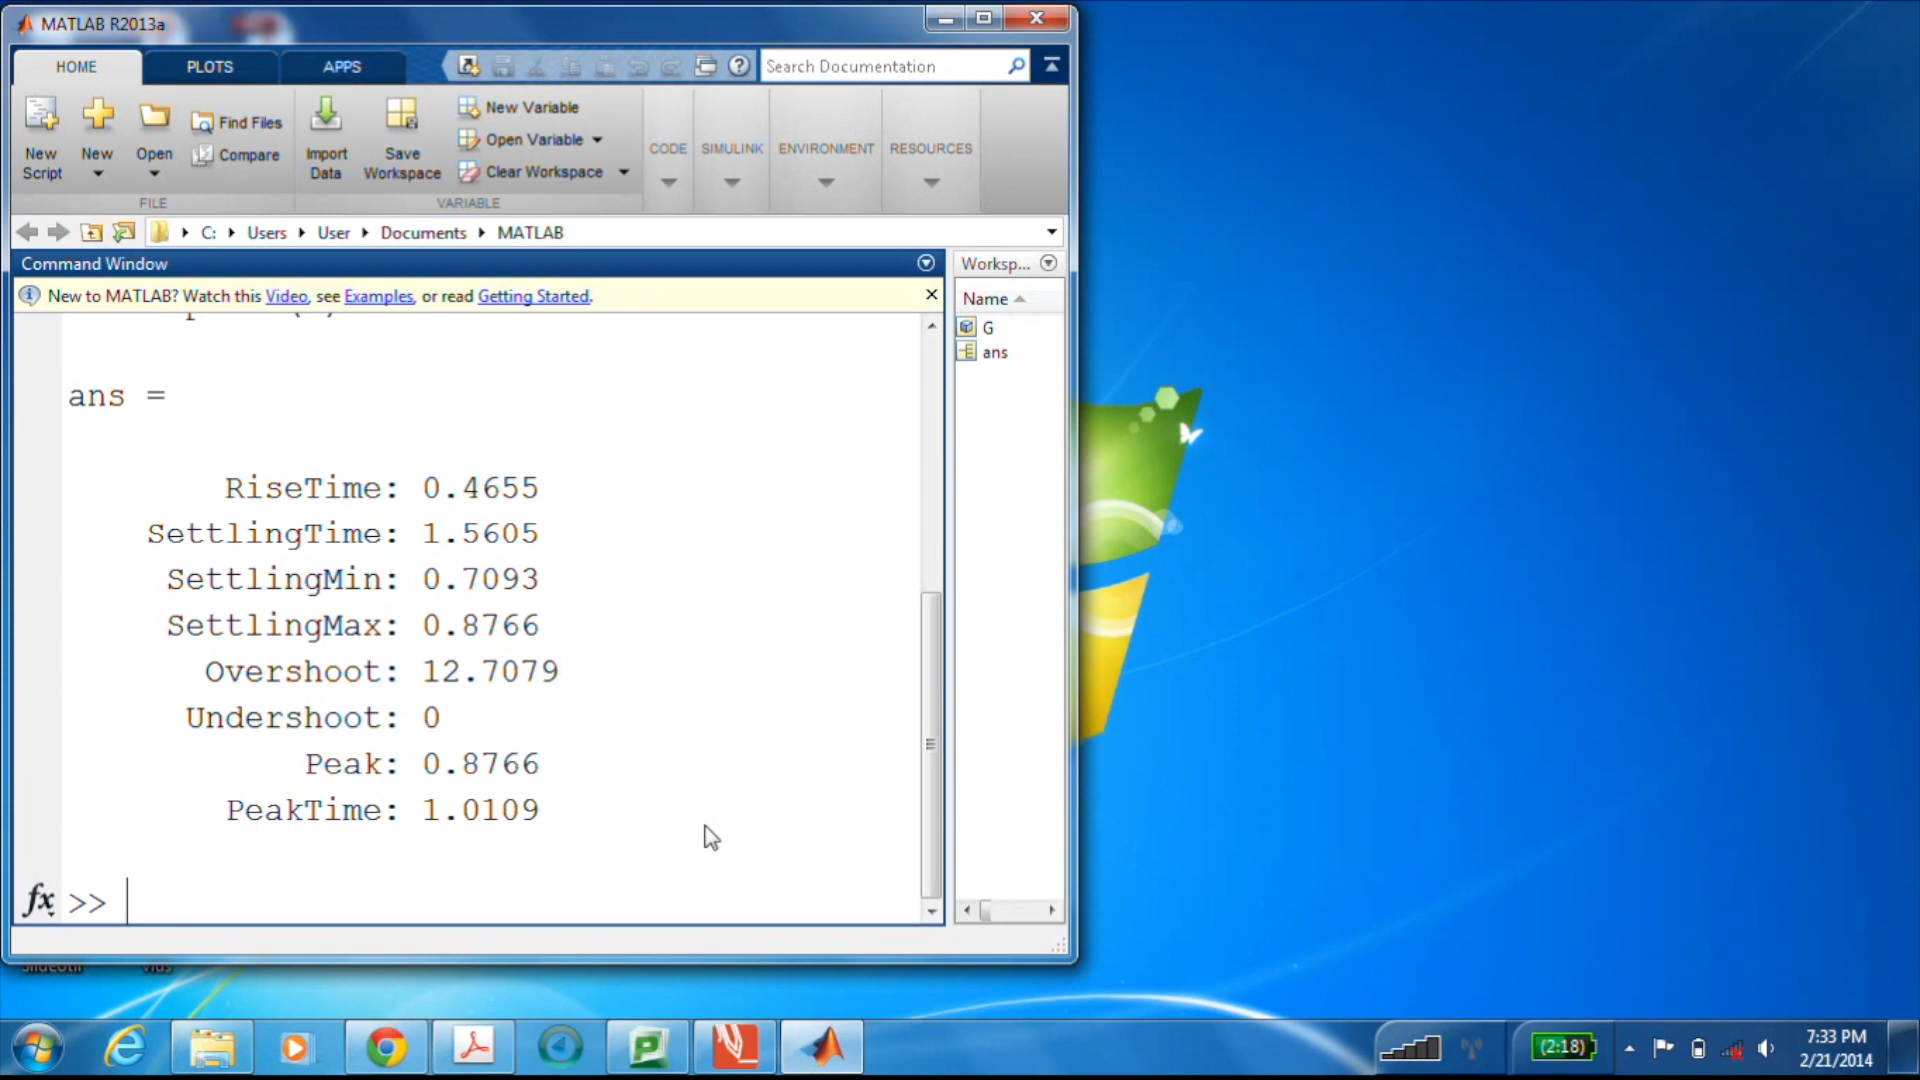 MATLAB R2013a
HOME PLOTS APPS Search Documentation
New Script New Open Find Files Compare Import Data Save Workspace New Variable Open Variable Clear Workspace CODE SIMULINK ENVIRONMENT RESOURCES
FILE VARIABLE
C: Users User Documents MATLAB
Command Window Worksp...
New to MATLAB? Watch this Video, see Examples, or read Getting Started.
Name
G
ans
ans =
RiseTime: 0.4655
SettlingTime: 1.5605
SettlingMin: 0.7093
SettlingMax: 0.8766
Overshoot: 12.7079
Undershoot: 0
Peak: 0.8766
PeakTime: 1.0109
fx >>
(2:18)
7:33 PM
2/21/2014